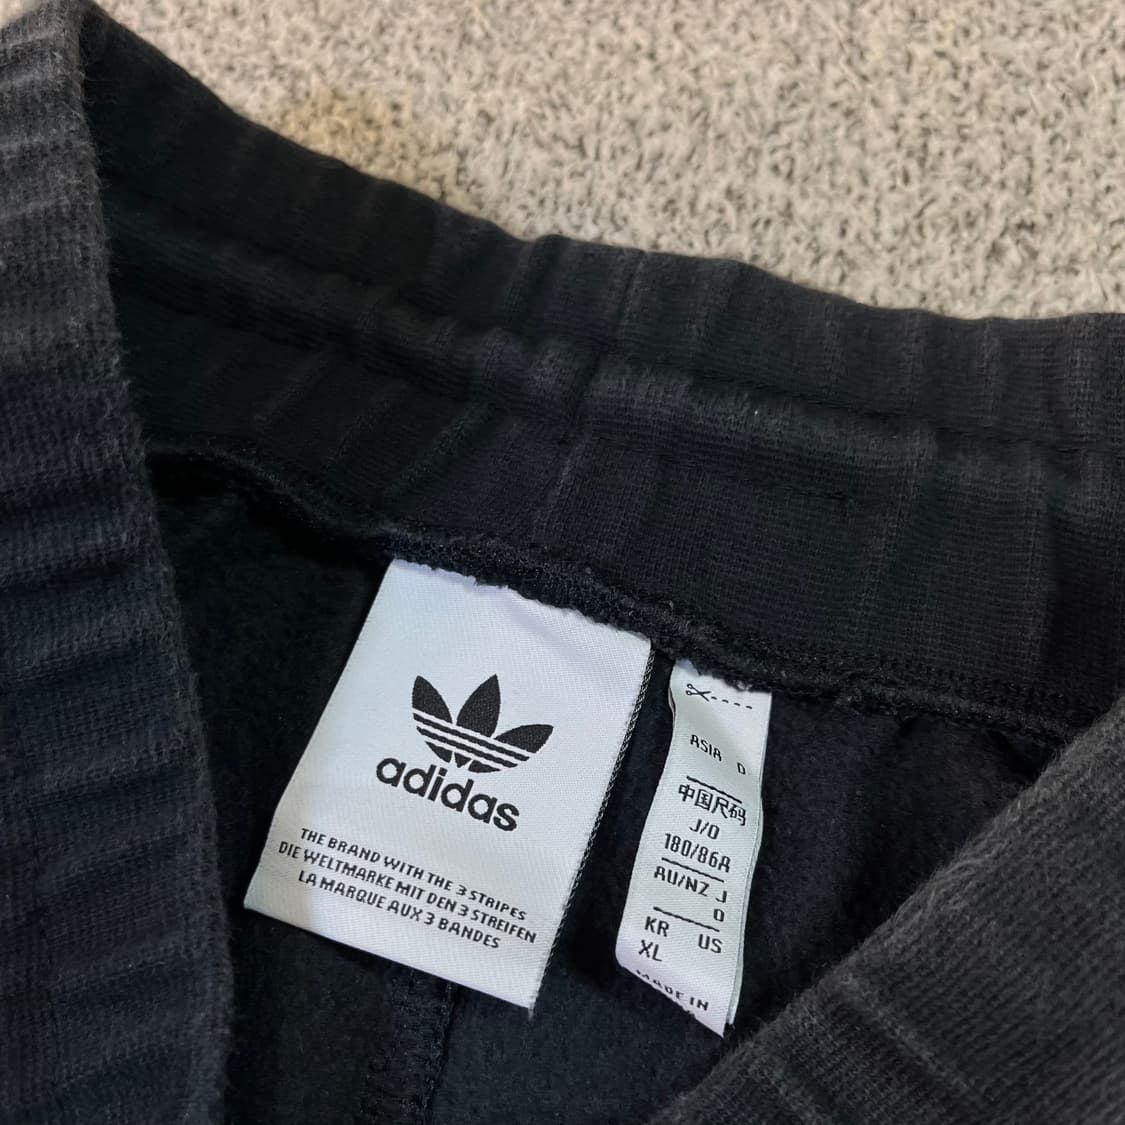 adidas
THE BRAND WITH THE 3 STRIPES
DIE WELTMARKE MIT DEN 3 STREIFEN
LA MARQUE AUX 3 BANDES
ASIA O
中国尺码
J/O
180/86A
AU/NZ J
O
KR US
XL
MADE IN